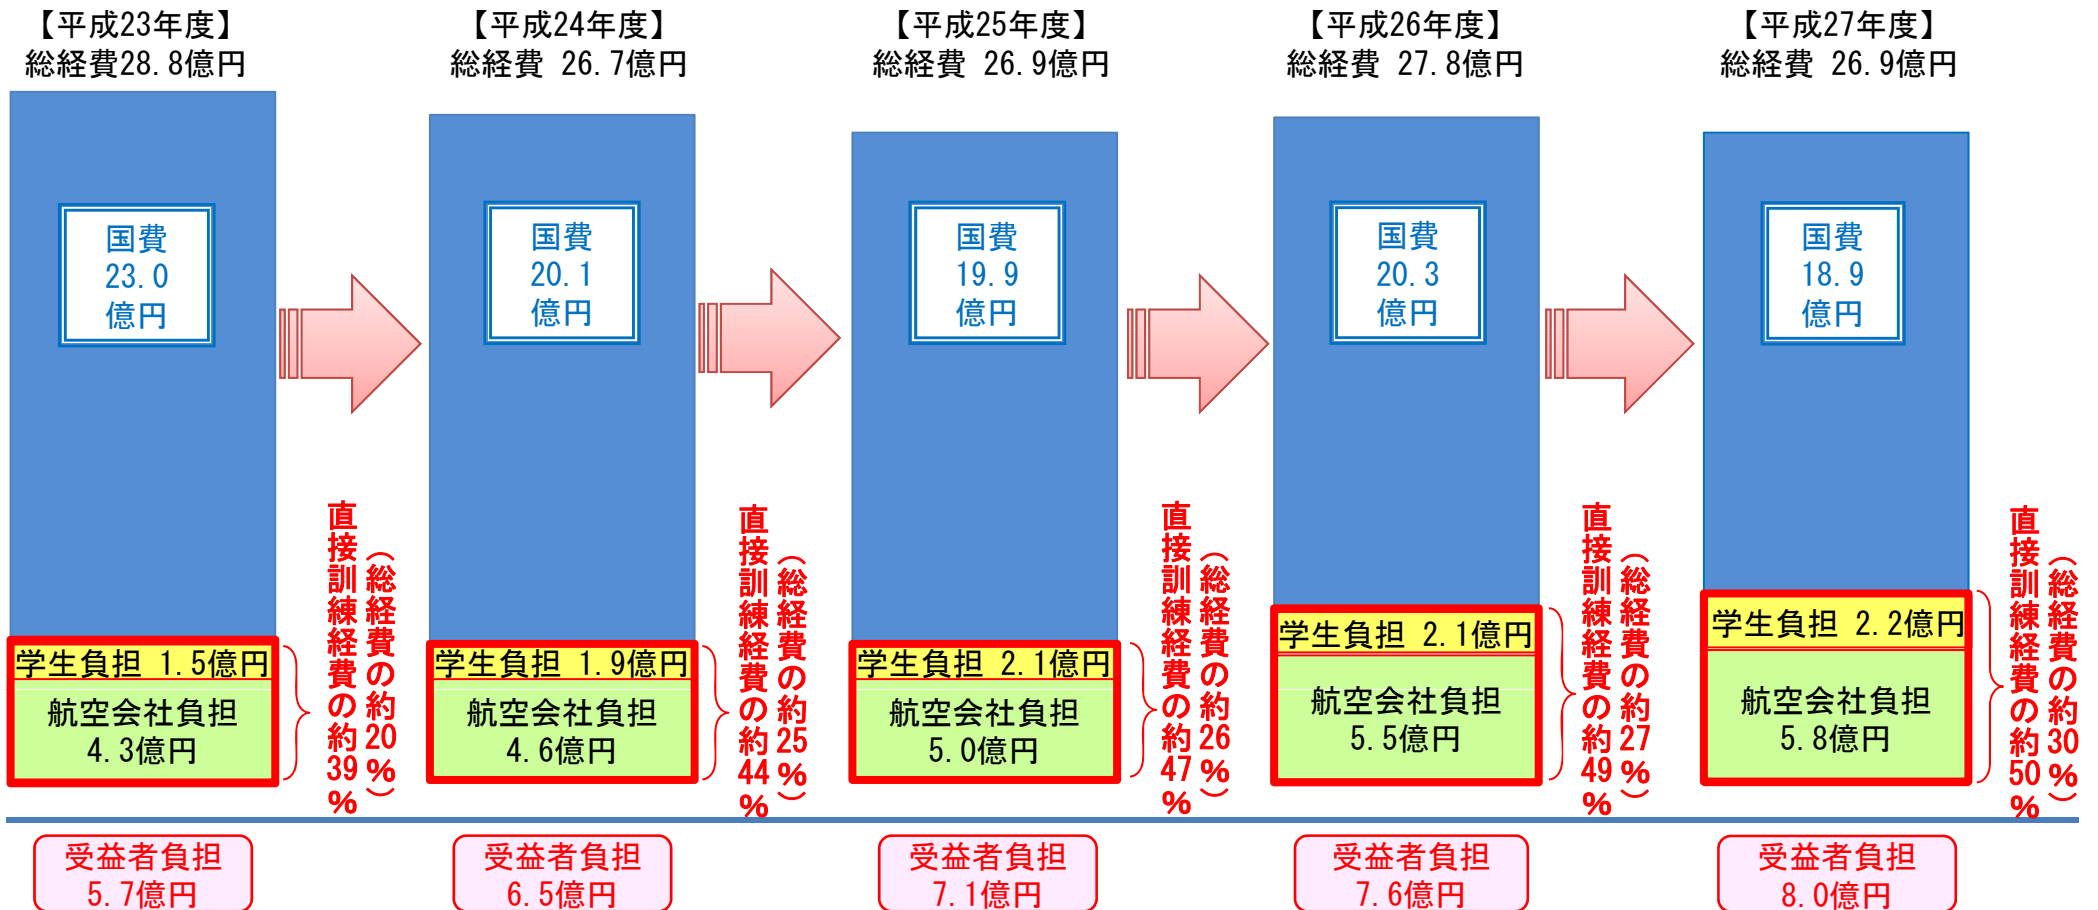 【平成23年度】
総経費28.8億円
国費
23.0
億円
学生負担 1.5億円
航空会社負担
4.3億円
直接訓練経費の約39%
（総経費の約20%）
受益者負担
5.7億円
【平成24年度】
総経費 26.7億円
国費
20.1
億円
学生負担 1.9億円
航空会社負担
4.6億円
直接訓練経費の約44%
（総経費の約25%）
受益者負担
6.5億円
【平成25年度】
総経費 26.9億円
国費
19.9
億円
学生負担 2.1億円
航空会社負担
5.0億円
直接訓練経費の約47%
（総経費の約26%）
受益者負担
7.1億円
【平成26年度】
総経費 27.8億円
国費
20.3
億円
学生負担 2.1億円
航空会社負担
5.5億円
直接訓練経費の約49%
（総経費の約27%）
受益者負担
7.6億円
【平成27年度】
総経費 26.9億円
国費
18.9
億円
学生負担 2.2億円
航空会社負担
5.8億円
直接訓練経費の約50%
（総経費の約30%）
受益者負担
8.0億円